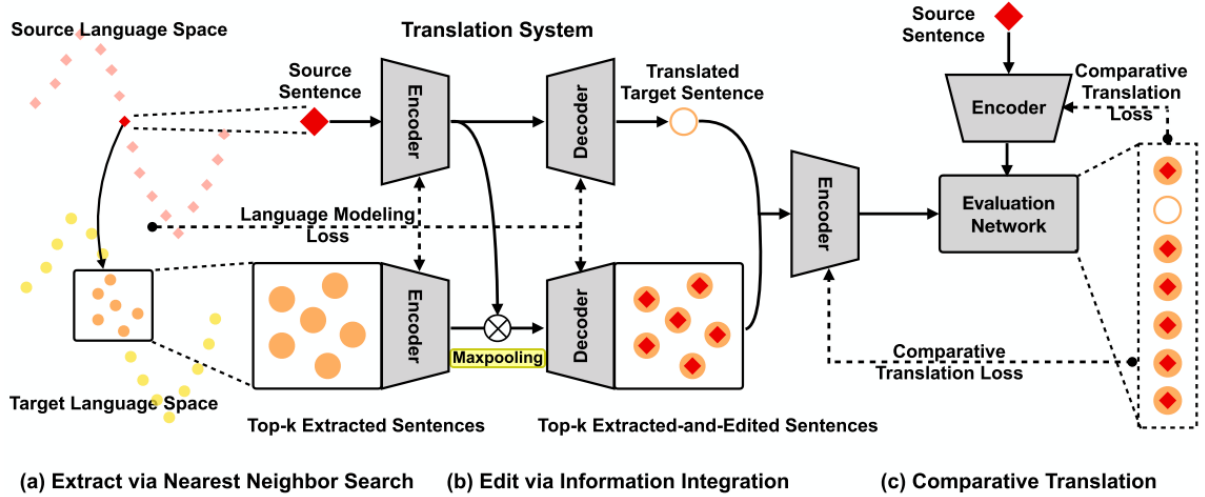 Source Language Space
Translation System
Source
Sentence
Encoder
Decoder
Translated
Target Sentence
Source
Sentence
Encoder
Comparative
Translation
Loss
Encoder
Evaluation
Network
Language Modeling
Loss
Encoder
Maxpooling
Decoder
Comparative
Translation Loss
Target Language Space
Top-k Extracted Sentences
Top-k Extracted-and-Edited Sentences
(a) Extract via Nearest Neighbor Search
(b) Edit via Information Integration
(c) Comparative Translation